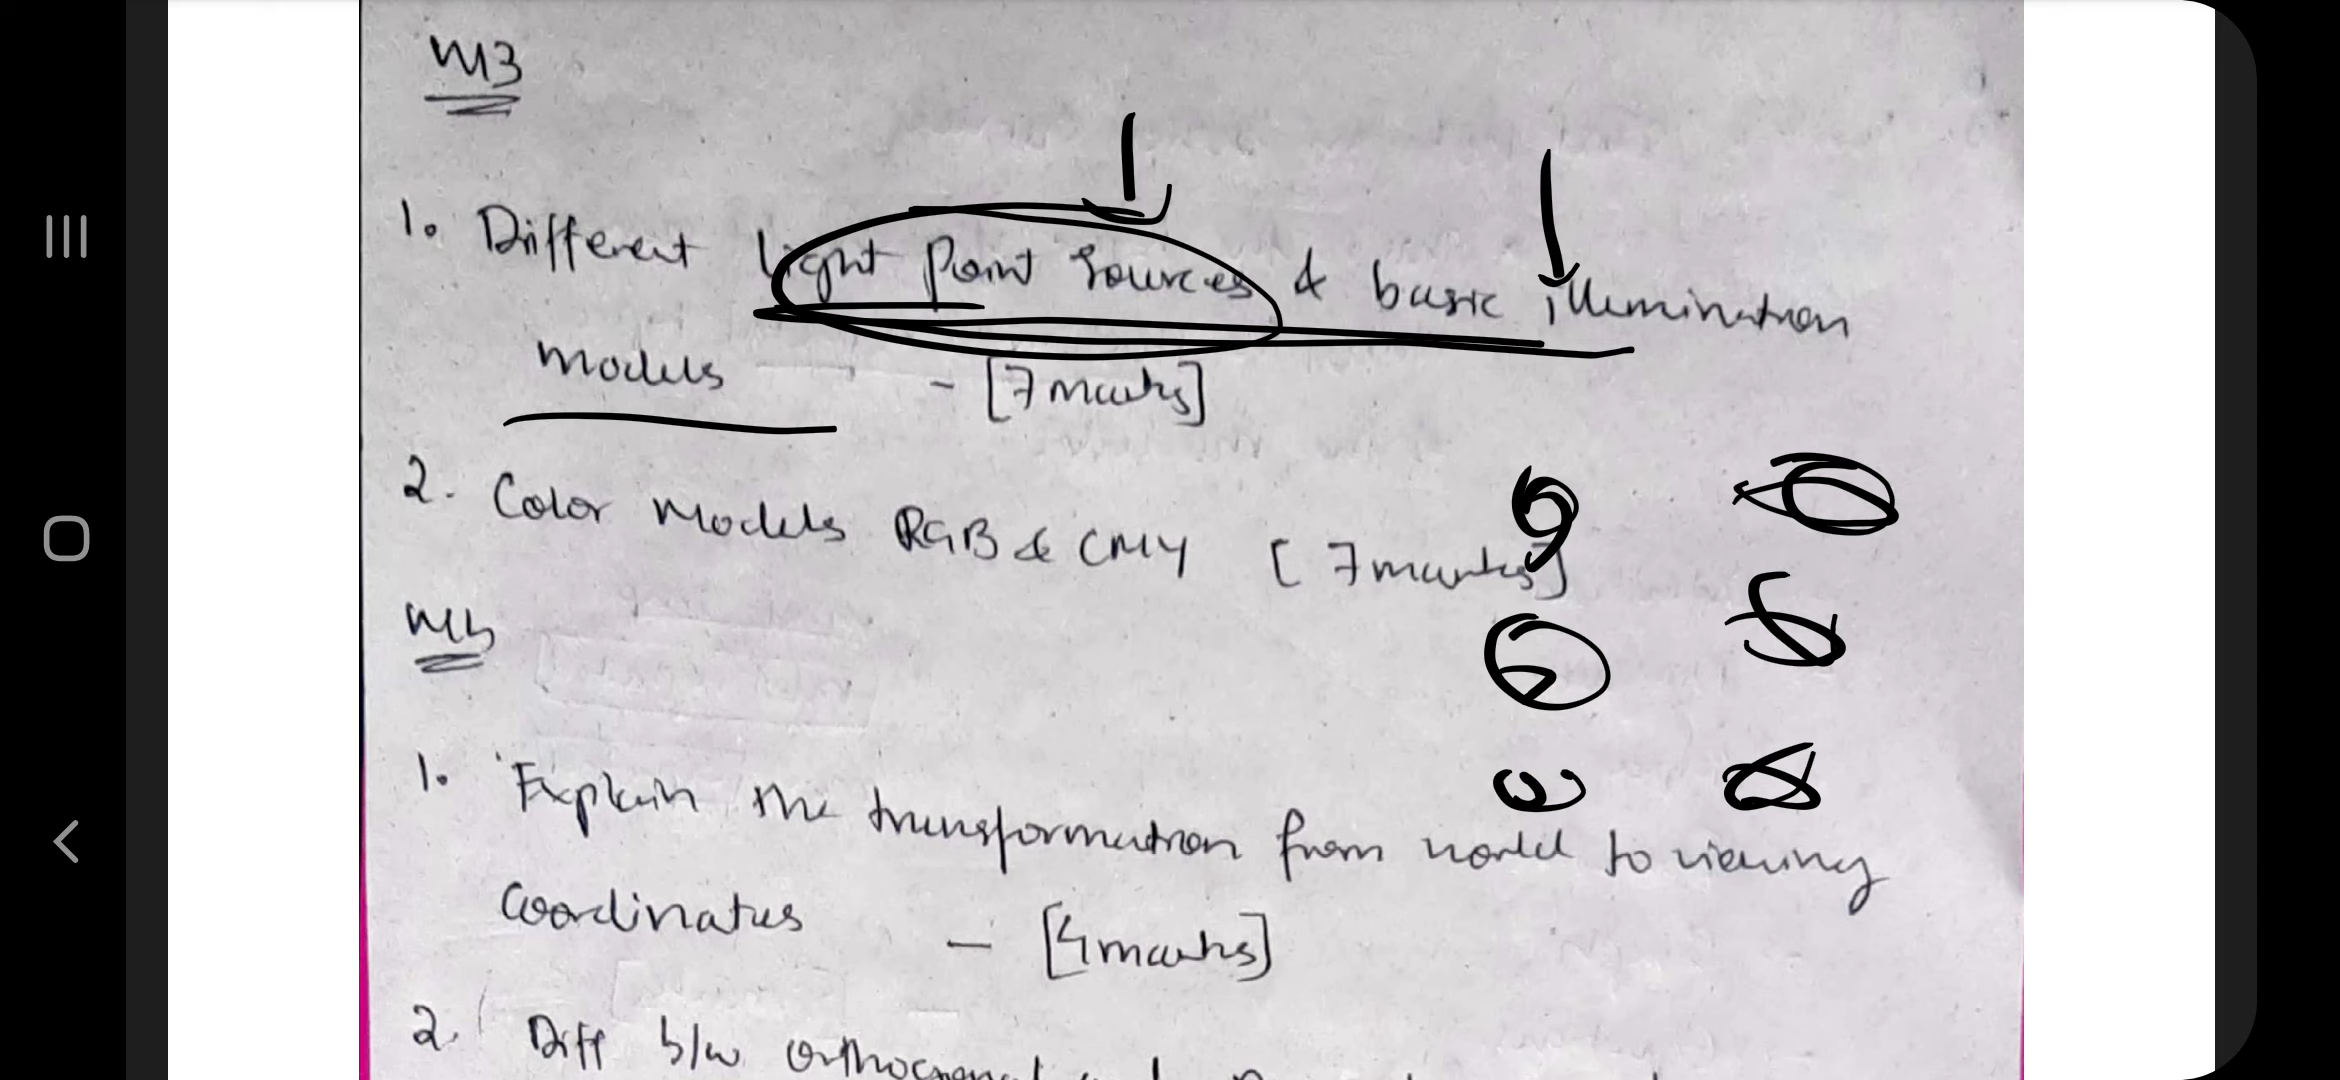 M3
1. Different light point sources & basic illumination
models - [7 marks]
2. Color models RGB & CMY [7 marks]
1. Explain the transformation from world to viewing
Coordinates - [4 marks]
2. Diff b/w orthogonal